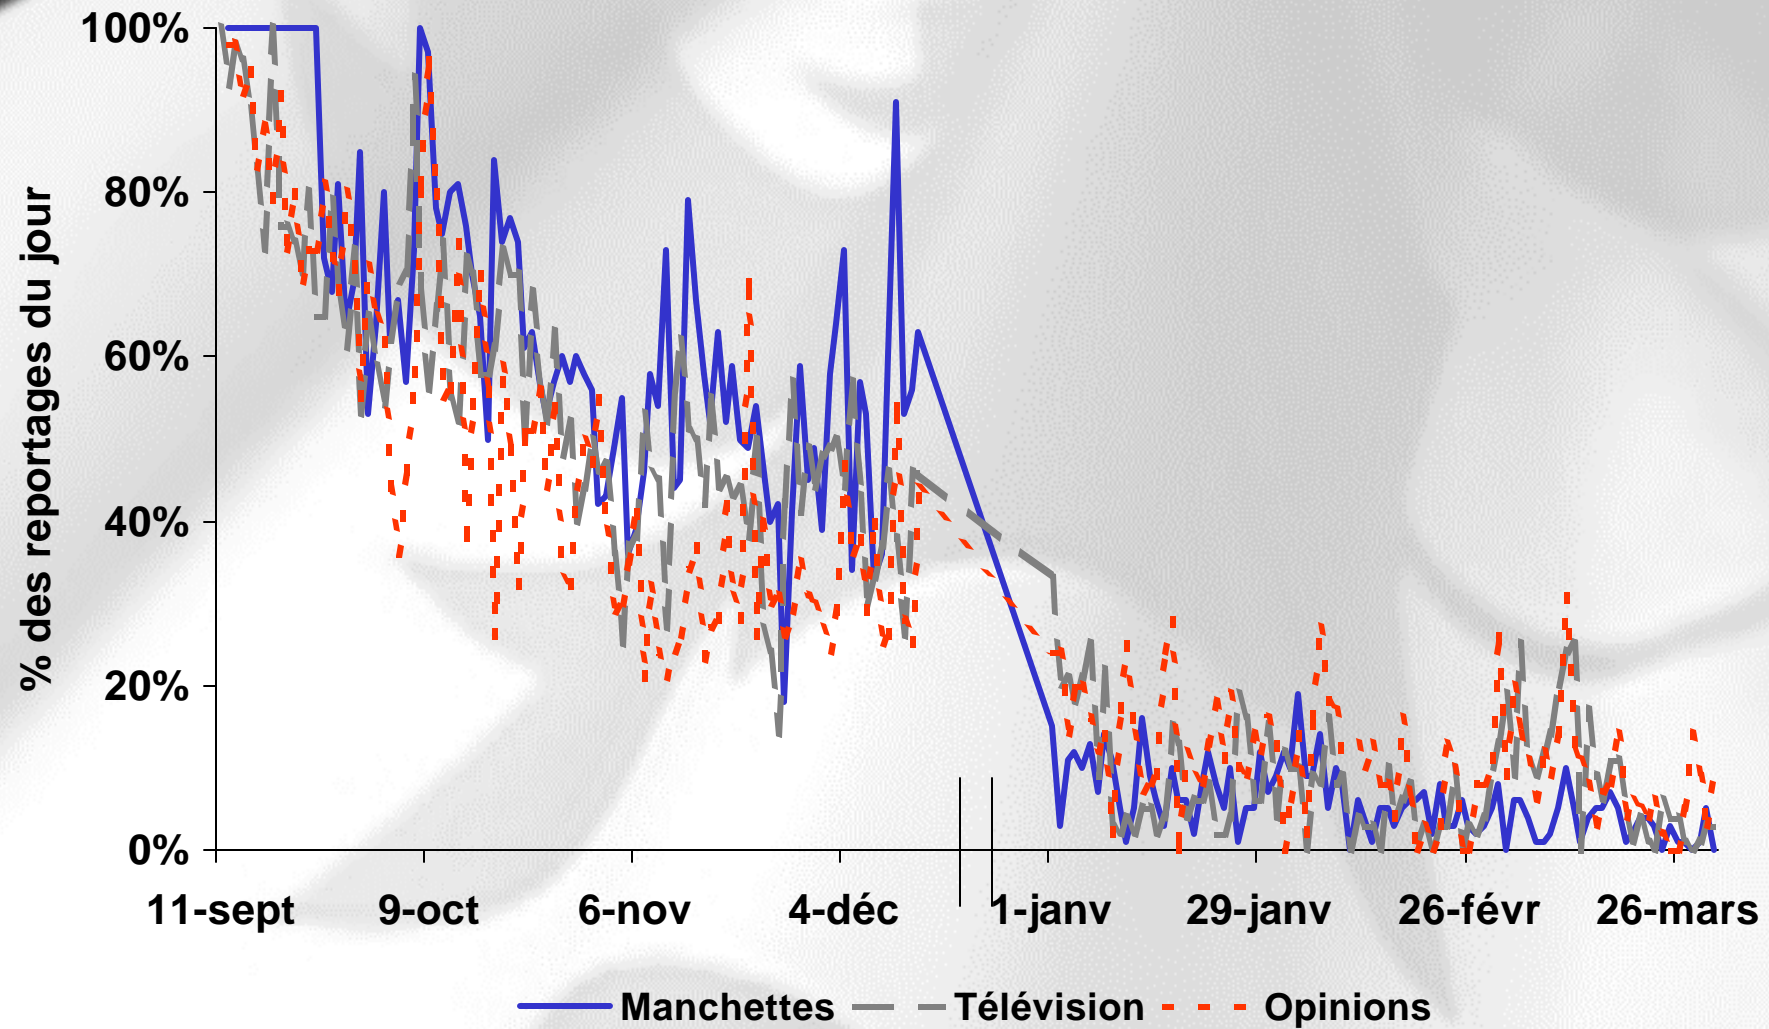 % des reportages du jour
100%
80%
60%
40%
20%
0%
11-sept 9-oct 6-nov 4-déc 1-janv 29-janv 26-févr 26-mars
Manchettes Télévision Opinions